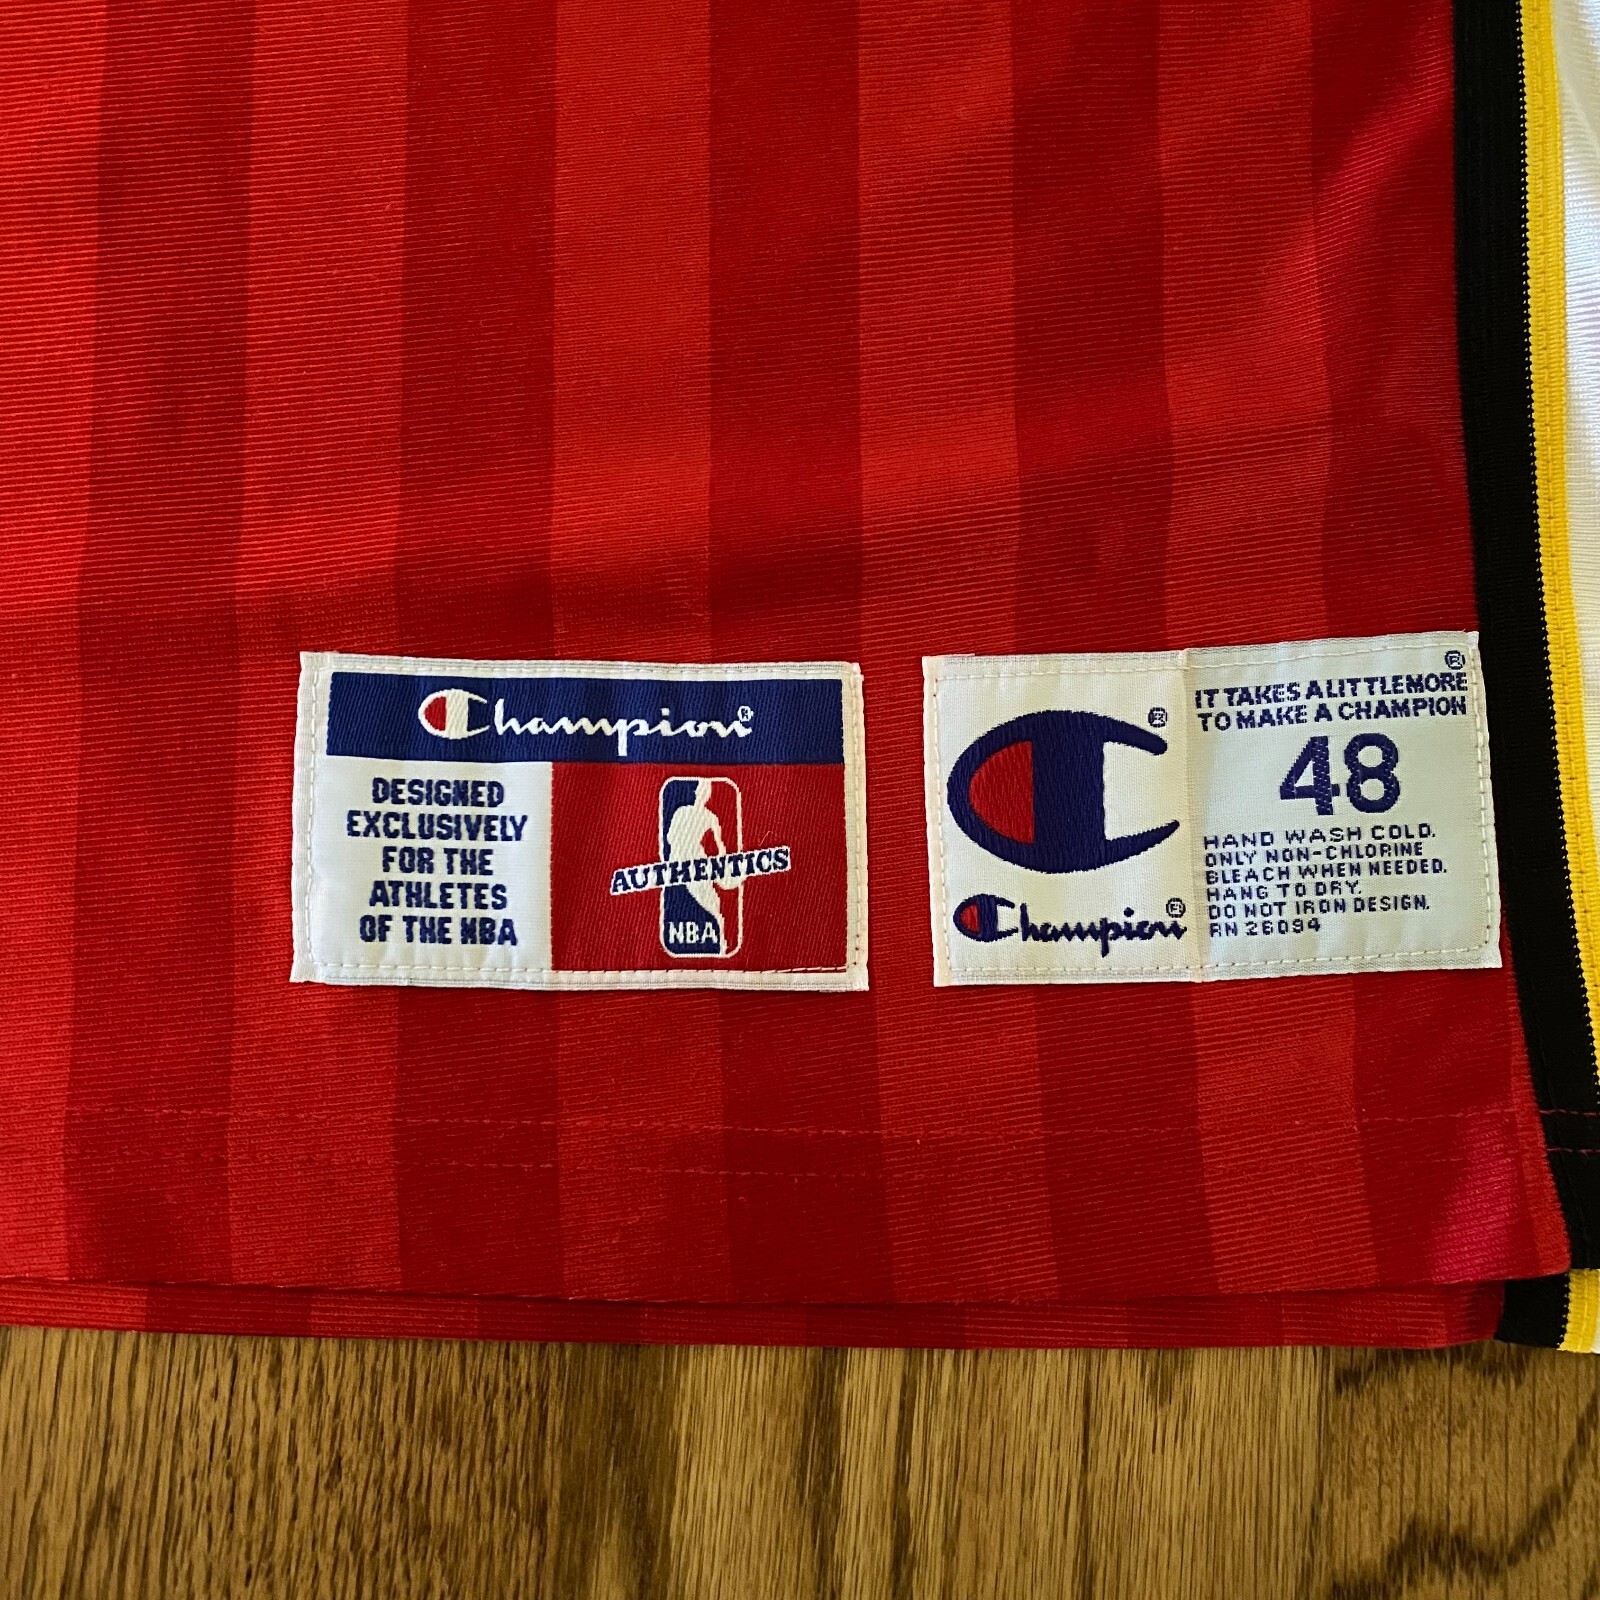 Champion®
DESIGNED
EXCLUSIVELY
FOR THE
ATHLETES
OF THE NBA
AUTHENTICS
NBA
®
Champion®
®
IT TAKES A LITTLE MORE
TO MAKE A CHAMPION
48
HAND WASH COLD.
ONLY NON-CHLORINE
BLEACH WHEN NEEDED.
HANG TO DRY.
DO NOT IRON DESIGN.
RN 26094